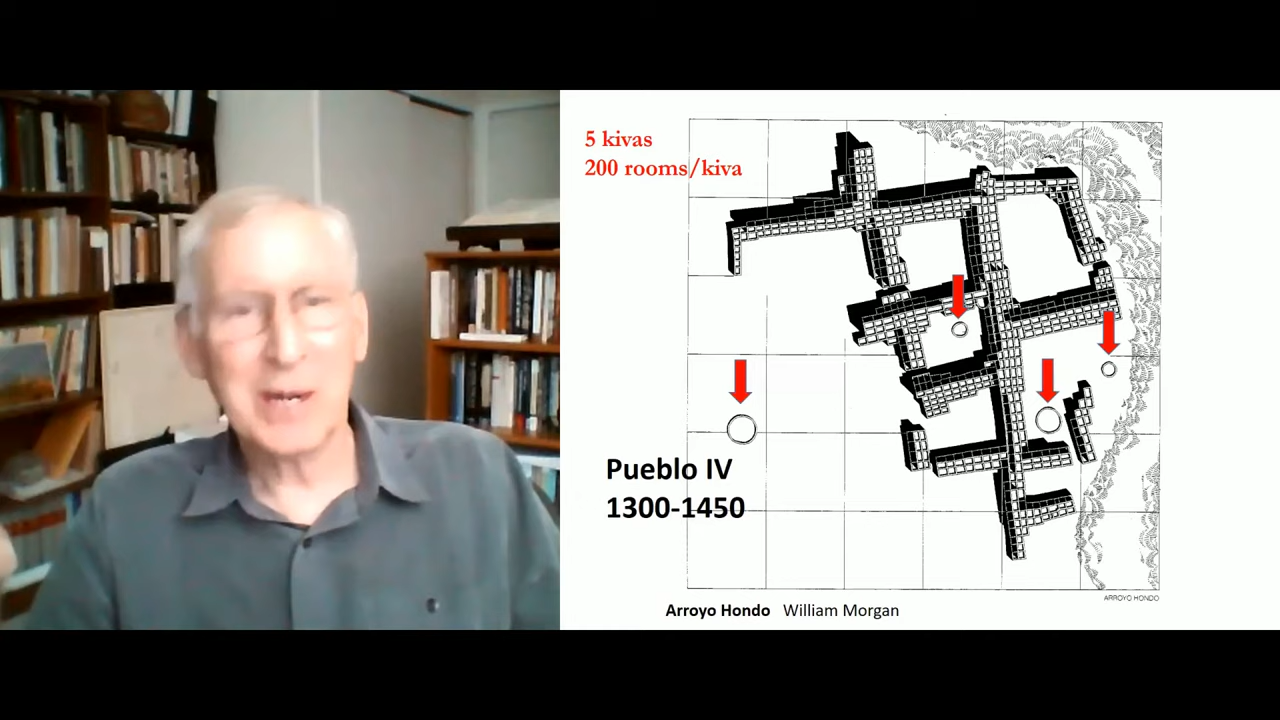 5 kivas
200 rooms/kiva
Pueblo IV
1300-1450
ARROYO HONDO
Arroyo Hondo William Morgan